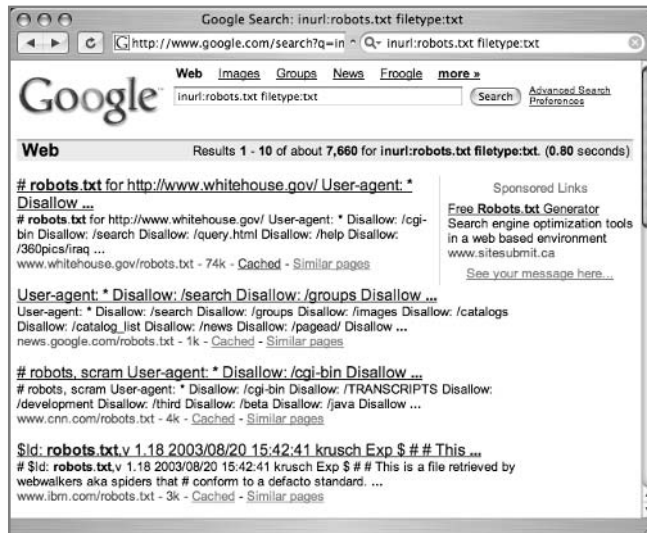 Google Search: inurl:robots.txt filetype:txt
G http://www.google.com/search?q=in
Q inurl:robots.txt filetype:txt
Web Images Groups News Froogle more »
Google
inurl:robots.txt filetype:txt
Search
Advanced Search
Preferences
Web
Results 1 - 10 of about 7,660 for inurl:robots.txt filetype:txt. (0.80 seconds)
# robots.txt for http://www.whitehouse.gov/ User-agent: *
Disallow ...
# robots.txt for http://www.whitehouse.gov/ User-agent: * Disallow: /cgi-
bin Disallow: /search Disallow: /query.html Disallow: /help Disallow:
/360pics/iraq ...
www.whitehouse.gov/robots.txt - 74k - Cached - Similar pages
Sponsored Links
Free Robots.txt Generator
Search engine optimization tools
in a web based environment
www.sitesubmit.ca
See your message here...
User-agent: * Disallow: /search Disallow: /groups Disallow ...
User-agent: * Disallow: /search Disallow: /groups Disallow: /images Disallow: /catalogs
Disallow: /catalog_list Disallow: /news Disallow: /pagead/ Disallow ...
news.google.com/robots.txt - 1k - Cached - Similar pages
# robots, scram User-agent: * Disallow: /cgi-bin Disallow ...
# robots, scram User-agent: * Disallow: /cgi-bin Disallow: /TRANSCRIPTS Disallow:
/development Disallow: /third Disallow: /beta Disallow: /java Disallow ...
www.cnn.com/robots.txt - 4k - Cached - Similar pages
$Id: robots.txt,v 1.18 2003/08/20 15:42:41 krusch Exp $ # # This ...
# $Id: robots.txt,v 1.18 2003/08/20 15:42:41 krusch Exp $ # # This is a file retrieved by
webwalkers aka spiders that # conform to a defacto standard. ...
www.ibm.com/robots.txt - 3k - Cached - Similar pages